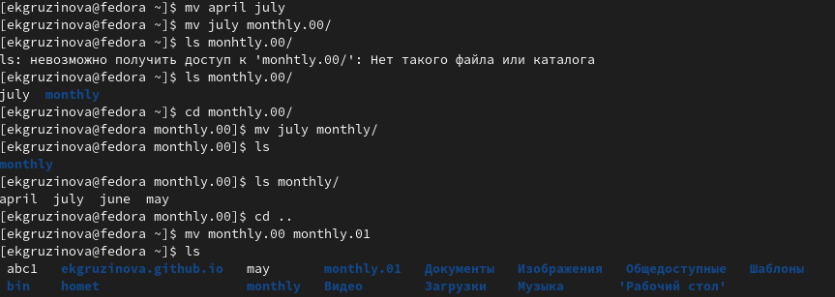 [ekgruzinova@fedora ~]$ mv april july
[ekgruzinova@fedora ~]$ mv july monthly.00/
[ekgruzinova@fedora ~]$ ls monhtly.00/
ls: невозможно получить доступ к 'monhtly.00/': Нет такого файла или каталога
[ekgruzinova@fedora ~]$ ls monthly.00/
july  monthly
[ekgruzinova@fedora ~]$ cd monthly.00/
[ekgruzinova@fedora monthly.00]$ mv july monthly/
[ekgruzinova@fedora monthly.00]$ ls
monthly
[ekgruzinova@fedora monthly.00]$ ls monthly/
april  july  june  may
[ekgruzinova@fedora monthly.00]$ cd ..
[ekgruzinova@fedora ~]$ mv monthly.00 monthly.01
[ekgruzinova@fedora ~]$ ls
abc1  ekgruzinova.github.io  may  monthly.01  Документы  Изображения  Общедоступные  Шаблоны
bin  homet  monthly  Видео  Загрузки  Музыка  'Рабочий стол'